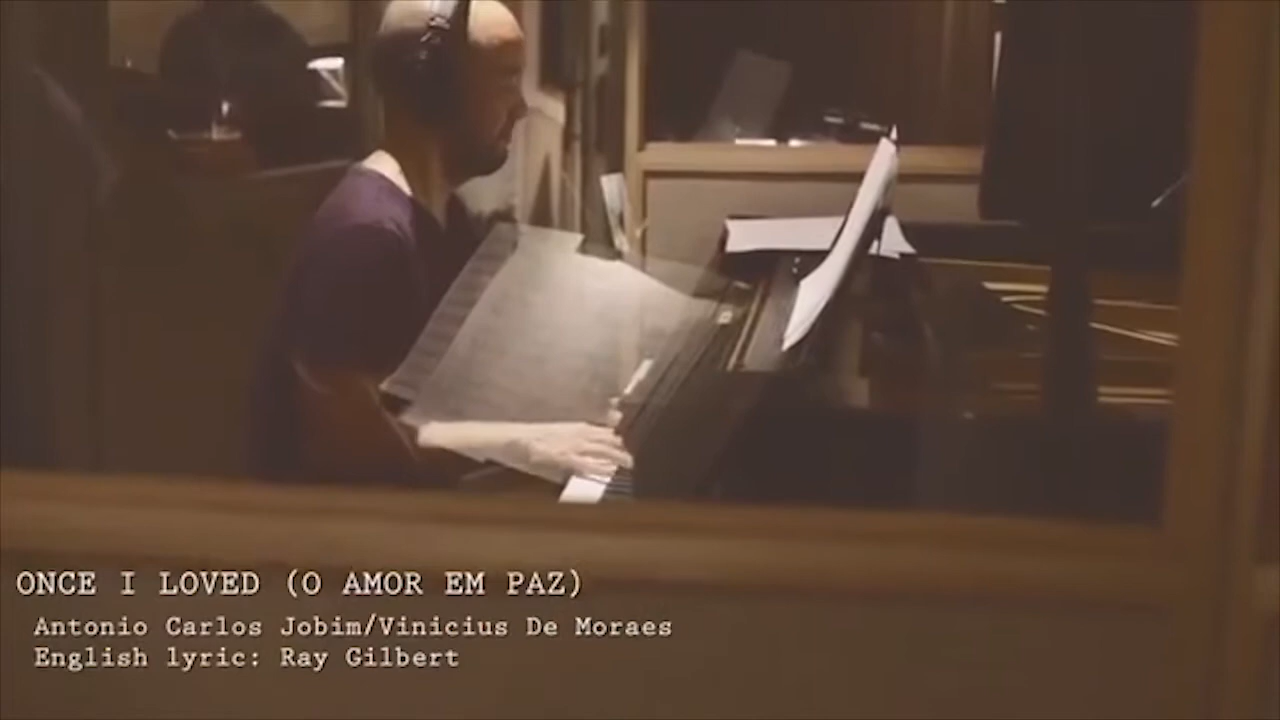 ONCE I LOVED (O AMOR EM PAZ)
Antonio Carlos Jobim/Vinicius De Moraes
English lyric: Ray Gilbert